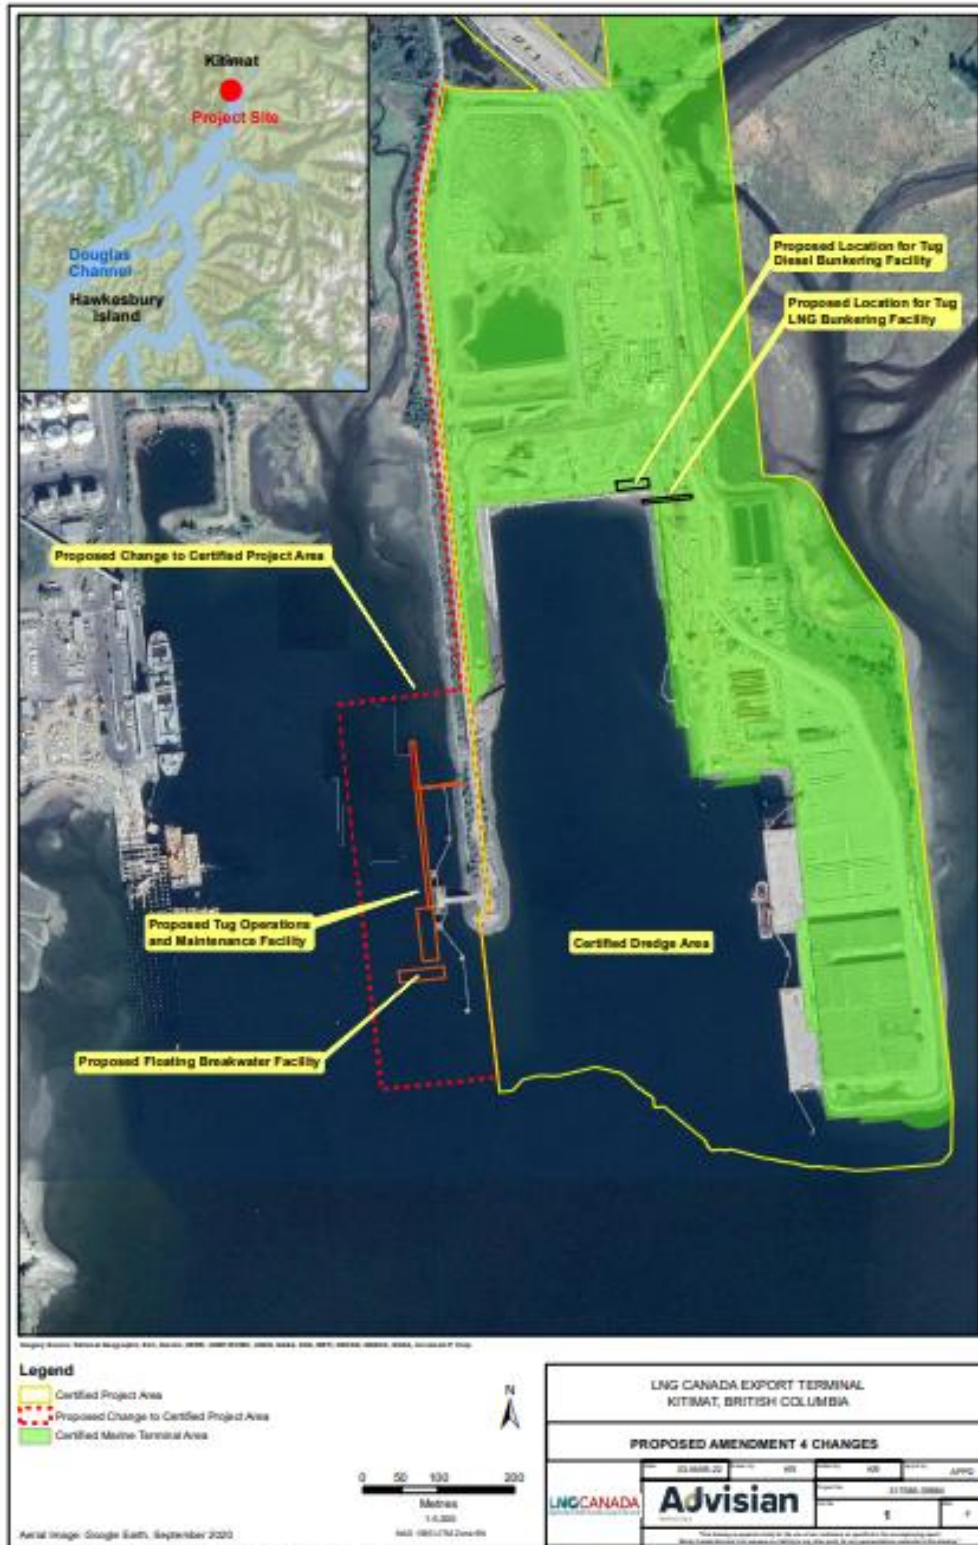 Kitimat
Project Site
Douglas
Channel
Hawkesbury
Island
Proposed Location for Tug
Diesel Bunkering Facility
Proposed Location for Tug
LNG Bunkering Facility
Proposed Change to Certified Project Area
Proposed Tug Operations
and Maintenance Facility
Certified Dredge Area
Proposed Floating Breakwater Facility
Legend
Certified Project Area
Proposed Change to Certified Project Area
Certified Marine Terminal Area
N
0 50 100 200
Metres
Aerial Image: Google Earth, September 2020
LNG CANADA EXPORT TERMINAL
KITIMAT, BRITISH COLUMBIA
PROPOSED AMENDMENT 4 CHANGES
LNGCANADA
Advisian
1